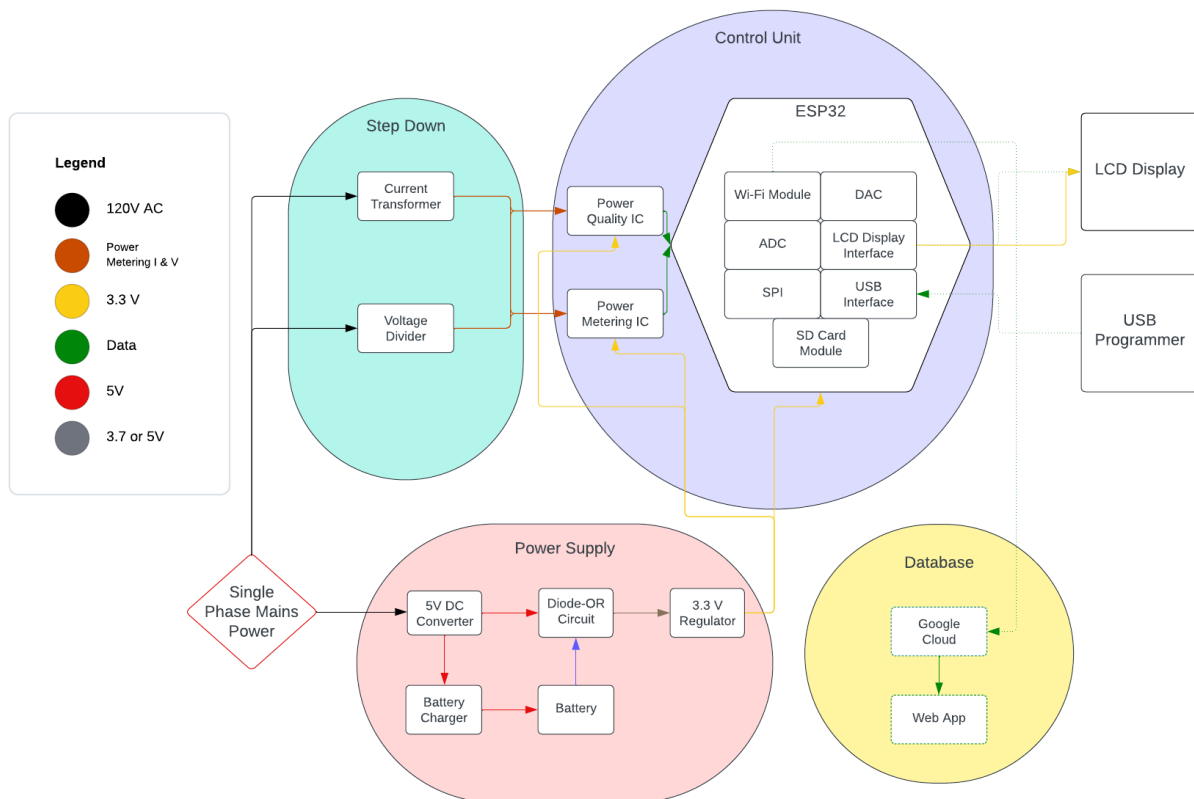 Control Unit
Step Down
ESP32
Legend
120V AC
Power
Metering I & V
3.3 V
Data
5V
3.7 or 5V
Current
Transformer
Voltage
Divider
Power
Quality IC
Power
Metering IC
Wi-Fi Module
DAC
ADC
LCD Display
Interface
SPI
USB
Interface
SD Card
Module
LCD Display
USB
Programmer
Single
Phase Mains
Power
Power Supply
5V DC
Converter
Diode-OR
Circuit
3.3 V
Regulator
Battery
Charger
Battery
Database
Google
Cloud
Web App